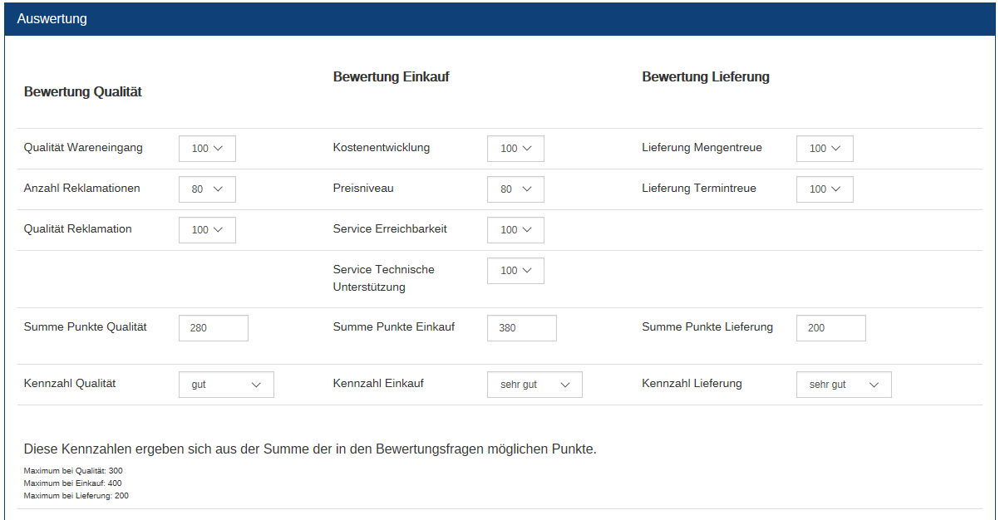 Auswertung
Bewertung Qualität
Bewertung Einkauf
Bewertung Lieferung
Qualität Wareneingang 100
Kostenentwicklung 100
Lieferung Mengentreue 100
Anzahl Reklamationen 80
Preisniveau 80
Lieferung Termintreue 100
Qualität Reklamation 100
Service Erreichbarkeit 100
Service Technische
Unterstützung
100
Summe Punkte Qualität 280
Summe Punkte Einkauf 380
Summe Punkte Lieferung 200
Kennzahl Qualität gut
Kennzahl Einkauf sehr gut
Kennzahl Lieferung sehr gut
Diese Kennzahlen ergeben sich aus der Summe der in den Bewertungsfragen möglichen Punkte.
Maximum bei Qualität: 300
Maximum bei Einkauf: 400
Maximum bei Lieferung: 200